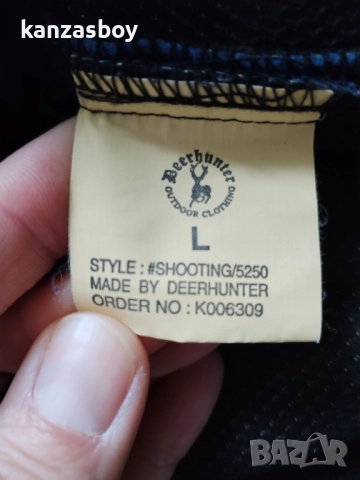 kanzasboy
Deerhunter
OUTDOOR CLOTHING
L
STYLE : #SHOOTING/5250
MADE BY DEERHUNTER
ORDER NO : K006309
BAZAR